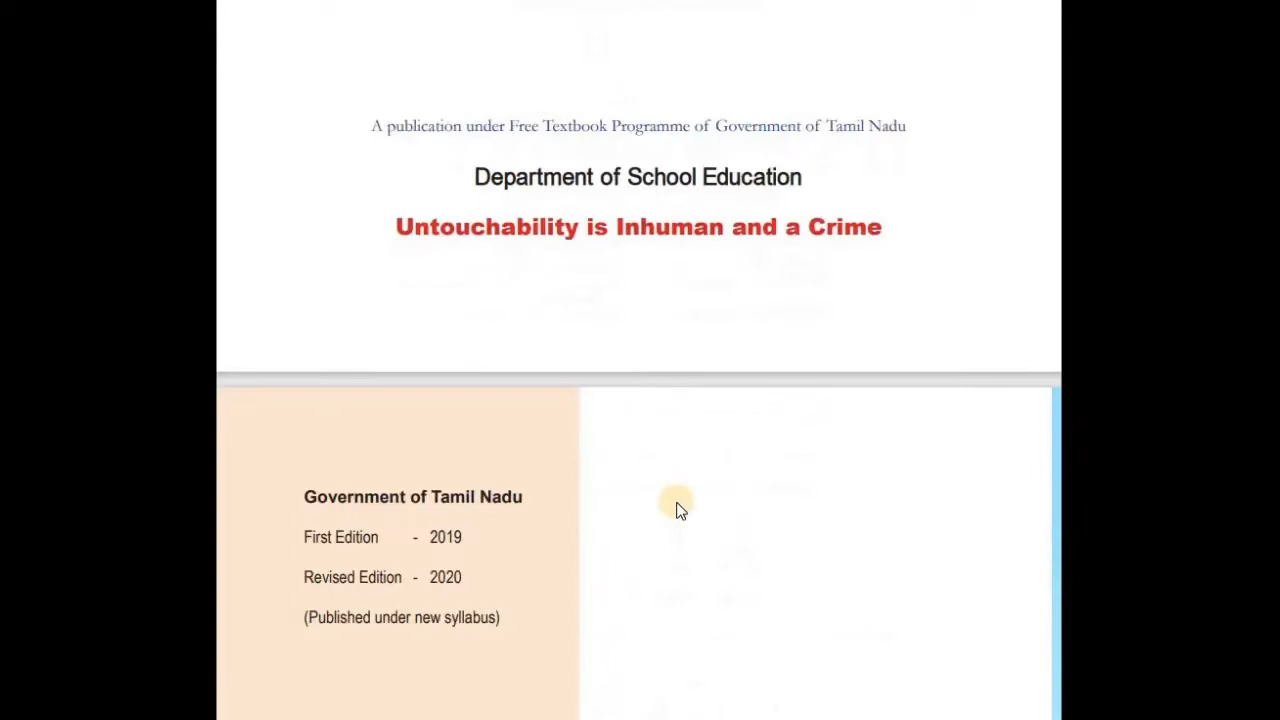 A publication under Free Textbook Programme of Government of Tamil Nadu
Department of School Education
Untouchability is Inhuman and a Crime
Government of Tamil Nadu
First Edition - 2019
Revised Edition - 2020
(Published under new syllabus)